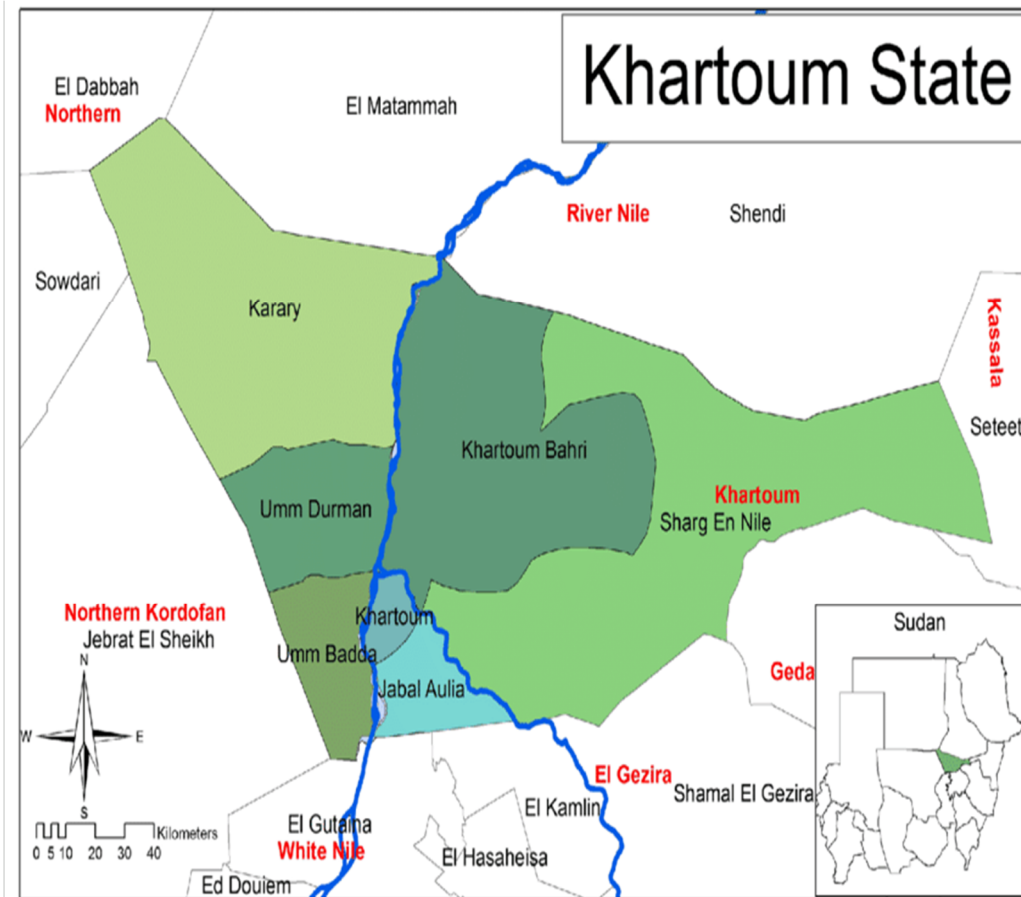 Khartoum State
El Dabbah
Northern
El Matammah
River Nile
Shendi
Sowdari
Karary
Kassala
Seteet
Khartoum Bahri
Umm Durman
Khartoum
Sharg En Nile
Northern Kordofan
Jebrat El Sheikh
Khartoum
Umm Badda
Jabal Aulia
Sudan
Geda
N
W
E
S
El Gezira
Shamal El Gezira
El Kamlin
El Gutaina
White Nile
El Hasaheisa
Ed Douiem
Kilometers
0 5 10 20 30 40